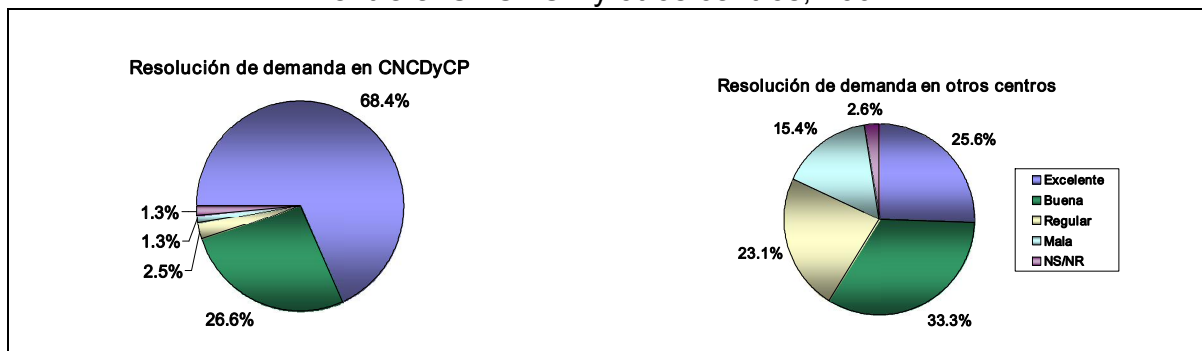 Resolución de demanda en CNCDyCP
68.4%
1.3%
1.3%
2.5%
26.6%
Resolución de demanda en otros centros
2.6%
15.4%
25.6%
23.1%
33.3%
Excelente
Buena
Regular
Mala
NS/NR